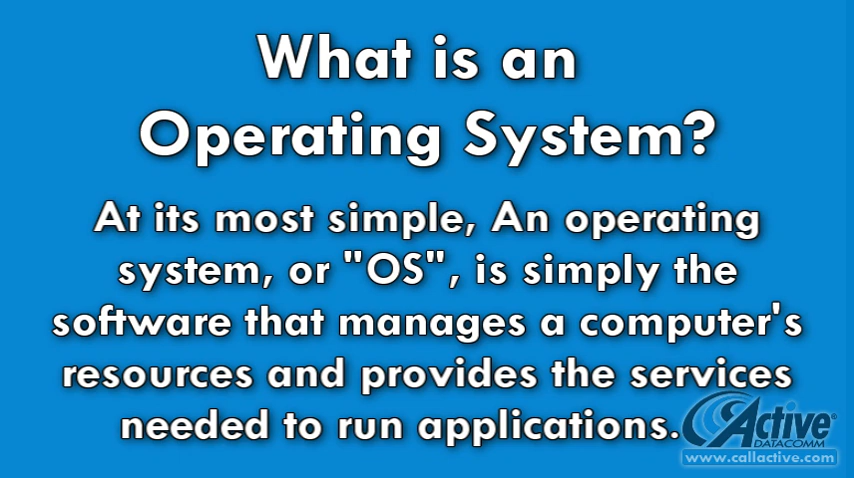 What is an
Operating System?
At its most simple, An operating
system, or "OS", is simply the
software that manages a computer's
resources and provides the services
needed to run applications.
Active®
DATACOMM
www.callactive.com